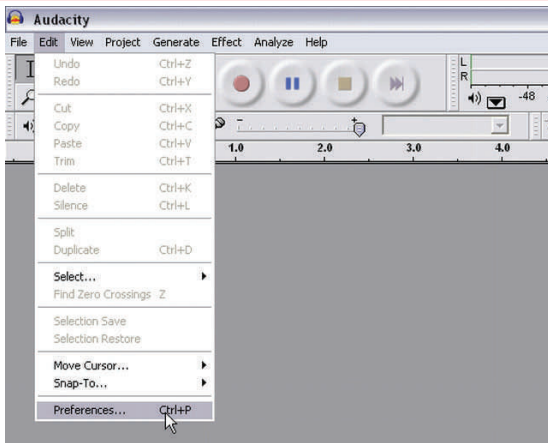 Audacity
File Edit View Project Generate Effect Analyze Help
Undo Ctrl+Z
Redo Ctrl+Y
Cut Ctrl+X
Copy Ctrl+C
Paste Ctrl+V
Trim Ctrl+T
Delete Ctrl+K
Silence Ctrl+L
Split
Duplicate Ctrl+D
Select...
Find Zero Crossings Z
Selection Save
Selection Restore
Move Cursor...
Snap-To...
Preferences... Ctrl+P
L
R
-48
1.0 2.0 3.0 4.0